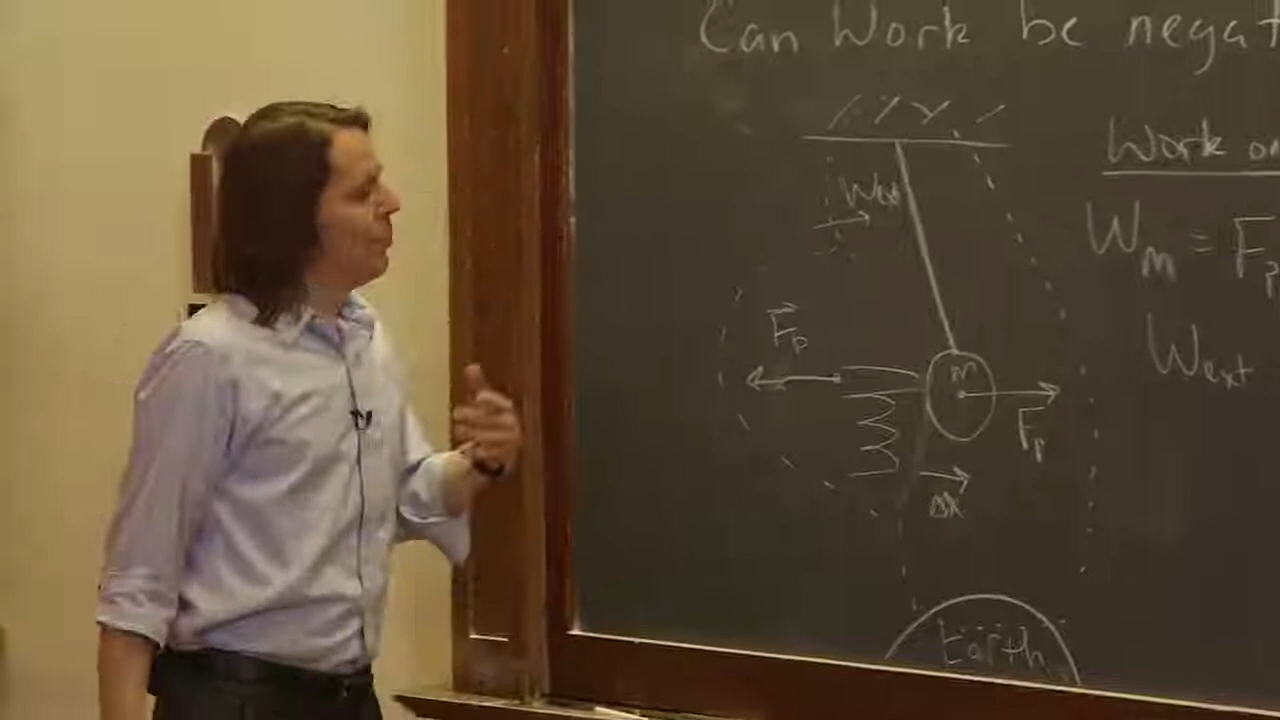 Can Work be negat
Work on
W_ext
W_m = F_p
F_p
W_ext
m
F_p
Δx
Earth